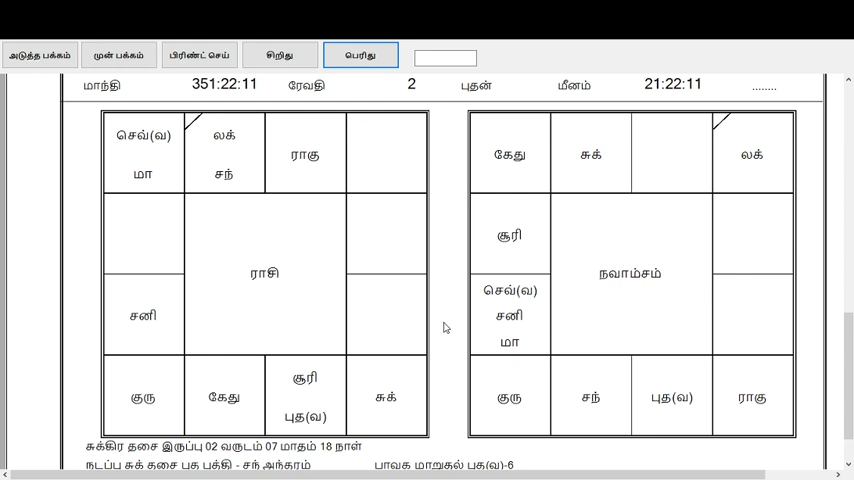 அடுத்த பக்கம் முன் பக்கம் பிரிண்ட் செய் சிறிது பெரிது
மாந்தி 351:22:11 ரேவதி 2 புதன் மீனம் 21:22:11 ........
செவ்(வ) லக் ராகு
மா சந்
ராசி
சனி
குரு கேது சூரி சுக்
புத(வ)
கேது சுக் லக்
சூரி
நவாம்சம்
செவ்(வ)
சனி
மா
குரு சந் புத(வ) ராகு
சுக்கிர தசை இருப்பு 02 வருடம் 07 மாதம் 18 நாள்
நடப்பு சுக் தசை புத புத்தி - சந் அந்தரம் பாவக மாறுதல் புத(வ)-6